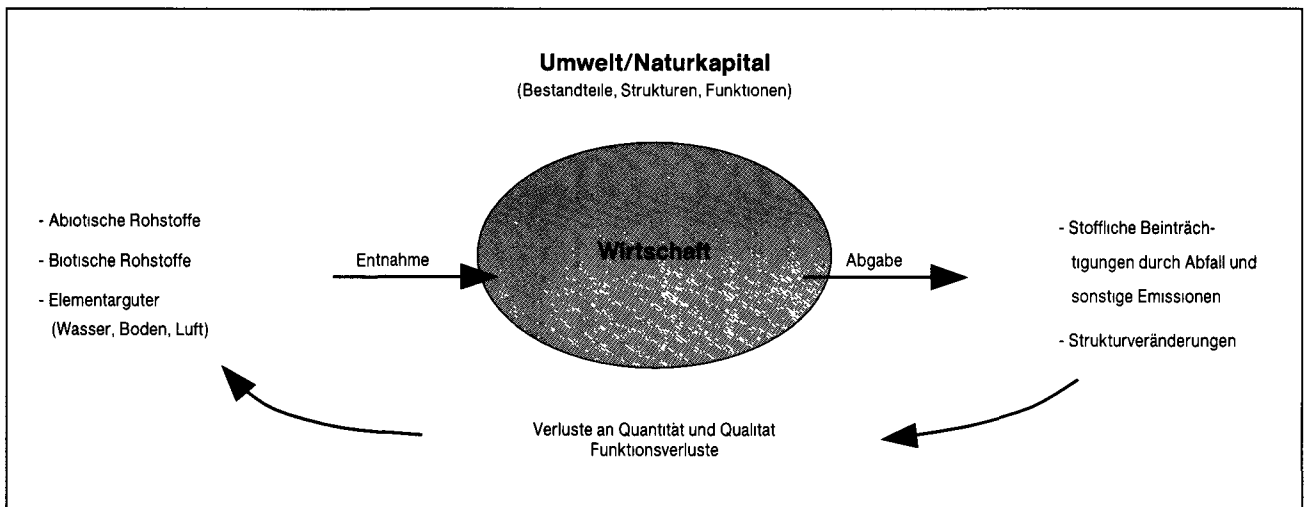 Umwelt/Naturkapital
(Bestandteile, Strukturen, Funktionen)
- Abiotische Rohstoffe
- Biotische Rohstoffe
- Elementarguter
(Wasser, Boden, Luft)
Entnahme
Wirtschaft
Abgabe
- Stoffliche Beinträch-
tigungen durch Abfall und
sonstige Emissionen
- Strukturveränderungen
Verluste an Quantität und Qualitat
Funktionsverluste